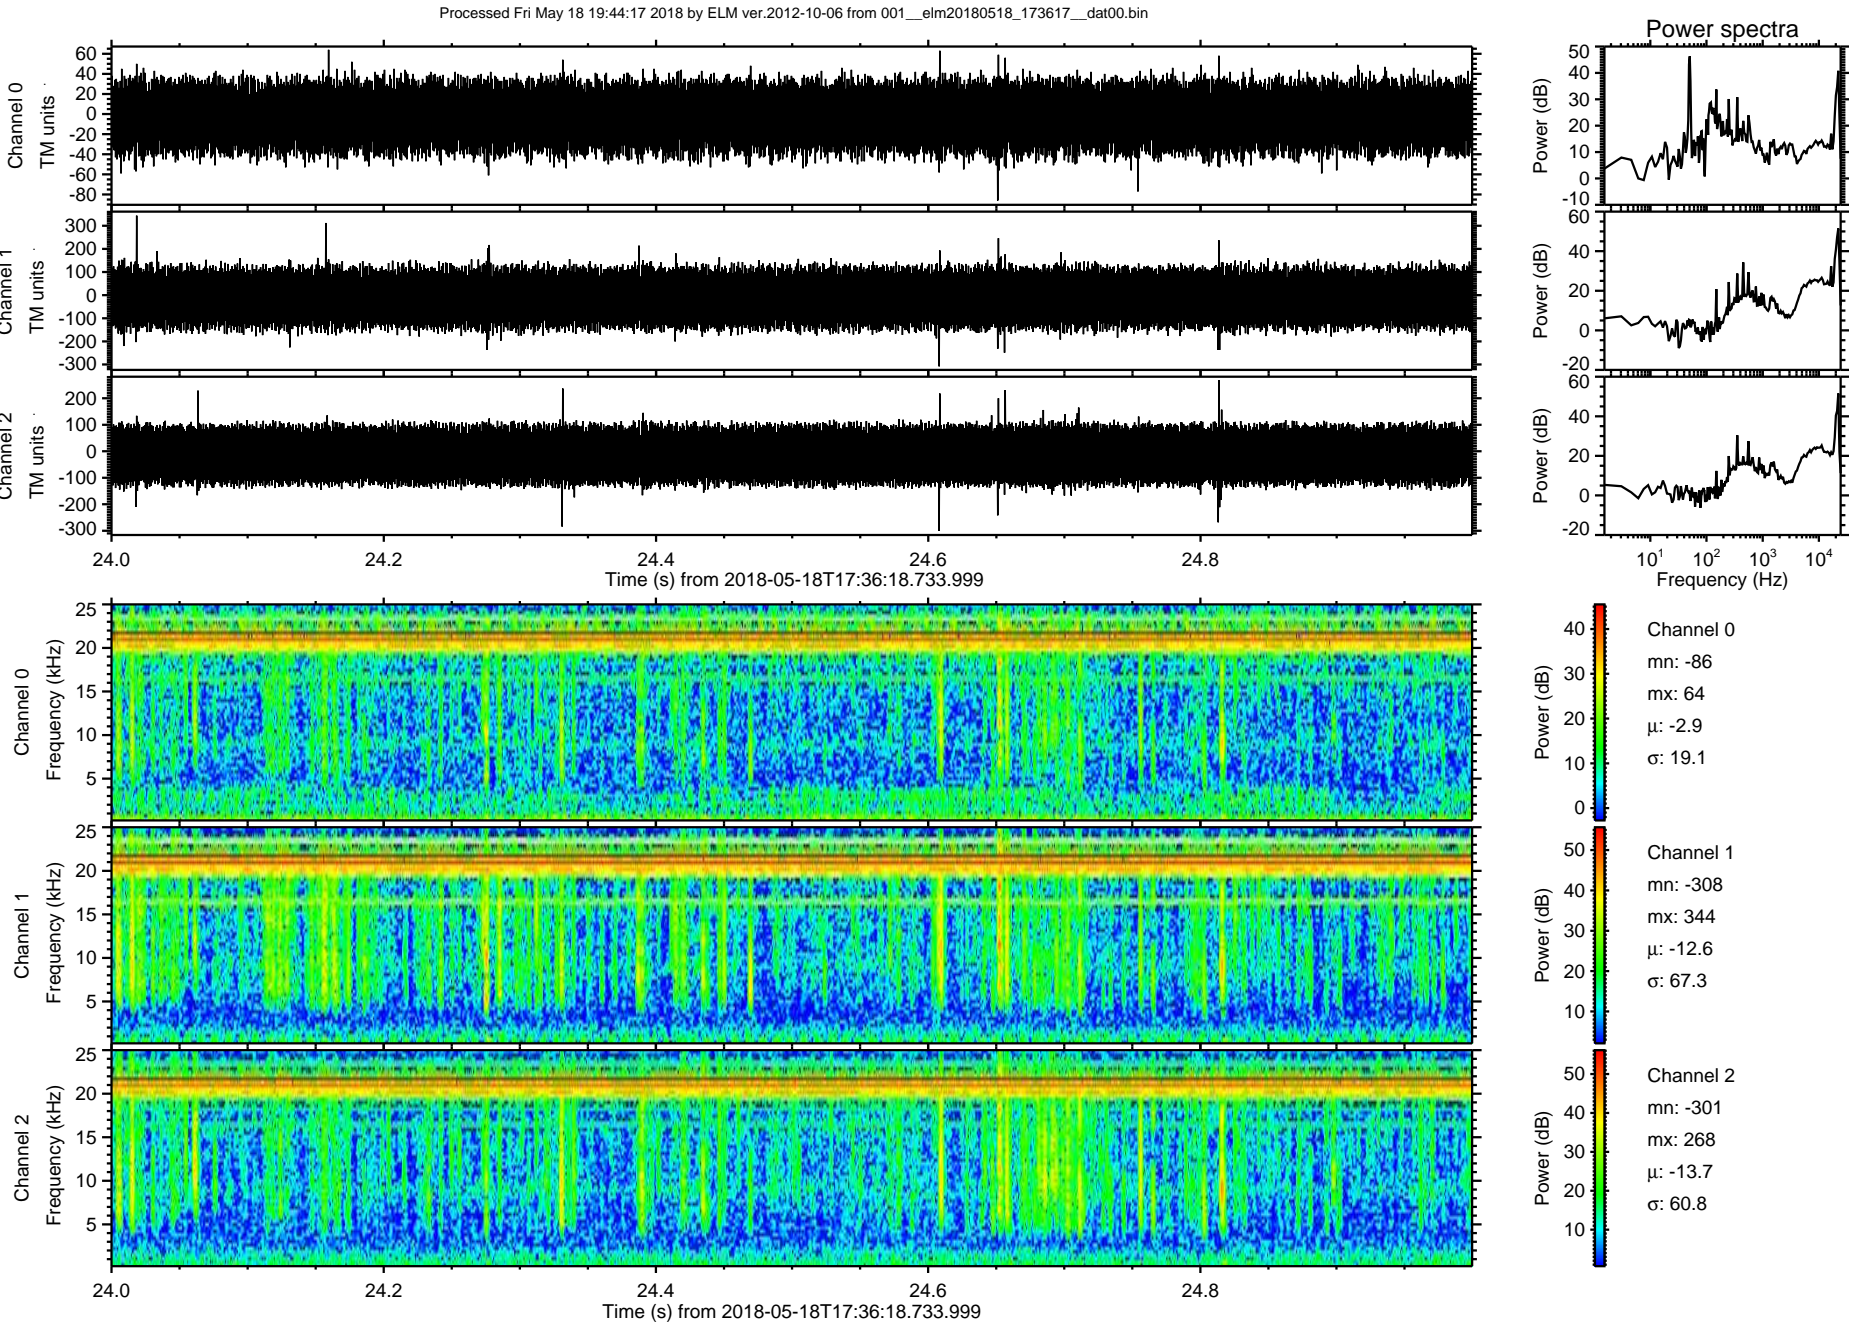 Processed Fri May 18 19:44:17 2018 by ELM ver.2012-10-06 from 001__elm20180518_173617__dat00.bin
Power spectra
Channel 0
TM units
60
40
20
0
-20
-40
-60
-80
Power (dB)
50
40
30
20
10
0
-10
Channel 1
TM units
300
200
100
0
-100
-200
-300
Power (dB)
60
40
20
0
-20
Channel 2
TM units
200
100
0
-100
-200
-300
Power (dB)
60
40
20
0
-20
24.0 24.2 24.4 24.6 24.8
Time (s) from 2018-05-18T17:36:18.733.999
10¹ 10² 10³ 10⁴
Frequency (Hz)
Channel 0
Frequency (kHz)
25
20
15
10
5
Power (dB)
40
30
20
10
0
Channel 0
mn: -86
mx: 64
μ: -2.9
σ: 19.1
Channel 1
Frequency (kHz)
25
20
15
10
5
Power (dB)
50
40
30
20
10
Channel 1
mn: -308
mx: 344
μ: -12.6
σ: 67.3
Channel 2
Frequency (kHz)
25
20
15
10
5
Power (dB)
50
40
30
20
10
Channel 2
mn: -301
mx: 268
μ: -13.7
σ: 60.8
24.0 24.2 24.4 24.6 24.8
Time (s) from 2018-05-18T17:36:18.733.999